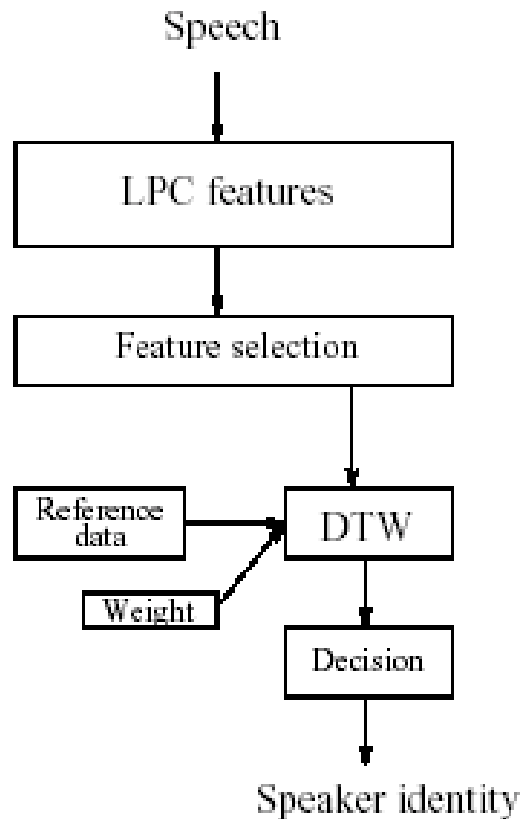 Speech
LPC features
Feature selection
Reference
data
DTW
Weight
Decision
Speaker identity